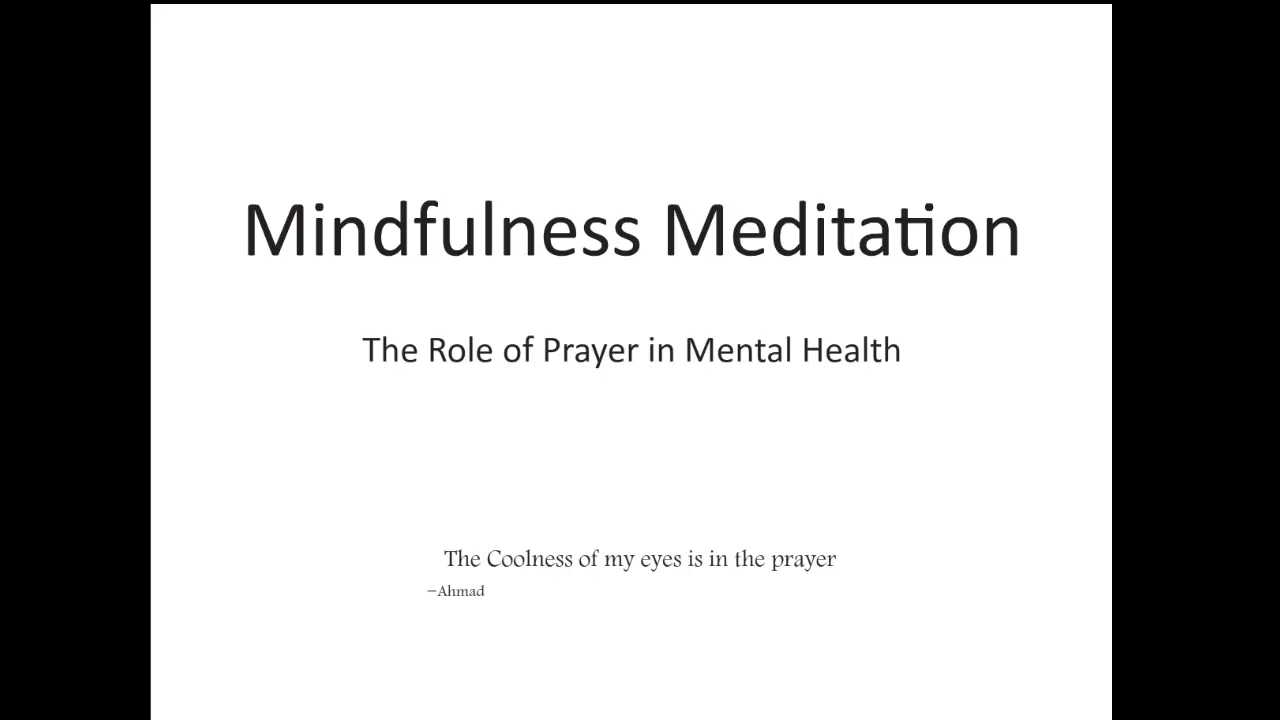 Mindfulness Meditation
The Role of Prayer in Mental Health
The Coolness of my eyes is in the prayer
–Ahmad